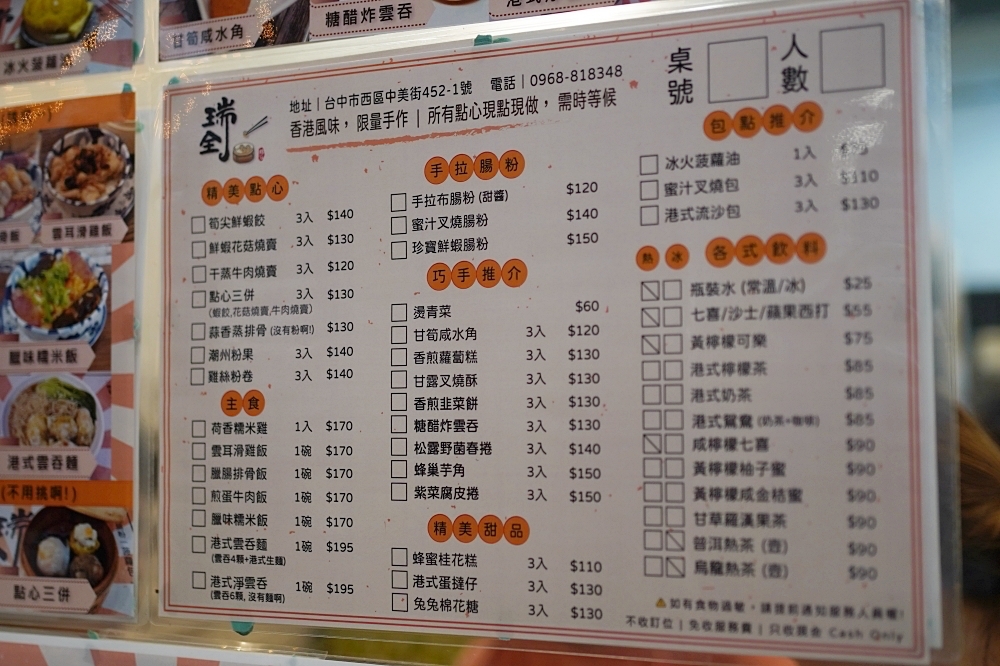 冰火菠蘿
甘筍咸水角
糖醋炸雲吞
雲耳滑雞飯
臘味糯米飯
港式雲吞麵
(不用挑啊!)
點心三併
瑞劊
地址｜台中市西區中美街452-1號 電話｜0968-818348
香港風味，限量手作｜所有點心現點現做，需時等候
桌號
人數
精美點心
筍尖鮮蝦餃 3入 $140
鮮蝦花菇燒賣 3入 $130
干蒸牛肉燒賣 3入 $120
點心三併 3入 $130
(蝦餃,花菇燒賣,牛肉燒賣)
蒜香蒸排骨 (沒有粉啊!) $130
潮州粉果 3入 $140
雞絲粉卷 3入 $140
主食
荷香糯米雞 1入 $170
雲耳滑雞飯 1碗 $170
臘腸排骨飯 1碗 $170
煎蛋牛肉飯 1碗 $170
臘味糯米飯 1碗 $170
港式雲吞麵 1碗 $195
(雲吞4顆+港式生麵)
港式淨雲吞 1碗 $195
(雲吞6顆, 沒有麵啊)
手拉腸粉
手拉布腸粉 (甜醬) $120
蜜汁叉燒腸粉 $140
珍寶鮮蝦腸粉 $150
巧手推介
燙青菜 $60
甘筍咸水角 3入 $120
香煎蘿蔔糕 3入 $130
甘露叉燒酥 3入 $130
香煎韭菜餅 3入 $130
糖醋炸雲吞 3入 $130
松露野菌春捲 3入 $140
蜂巢芋角 3入 $150
紫菜腐皮捲 3入 $150
精美甜品
蜂蜜桂花糕 3入 $110
港式蛋撻仔 3入 $130
兔兔棉花糖 3入 $130
包點推介
冰火菠蘿油 1入
蜜汁叉燒包 3入 $110
港式流沙包 3入 $130
熱 冰 各式飲料
瓶裝水 (常溫/冰) $25
七喜/沙士/蘋果西打 $55
黃檸檬可樂 $75
港式檸檬茶 $85
港式奶茶 $85
港式鴛鴦 (奶茶+咖啡) $85
咸檸檬七喜 $90
黃檸檬柚子蜜 $90
黃檸檬咸金桔蜜 $90
甘草羅漢果茶 $90
普洱熱茶 (壺) $90
烏龍熱茶 (壺) $90
如有食物過敏，請提前通知服務人員喔!
不收訂位｜免收服務費｜只收現金 Cash Only